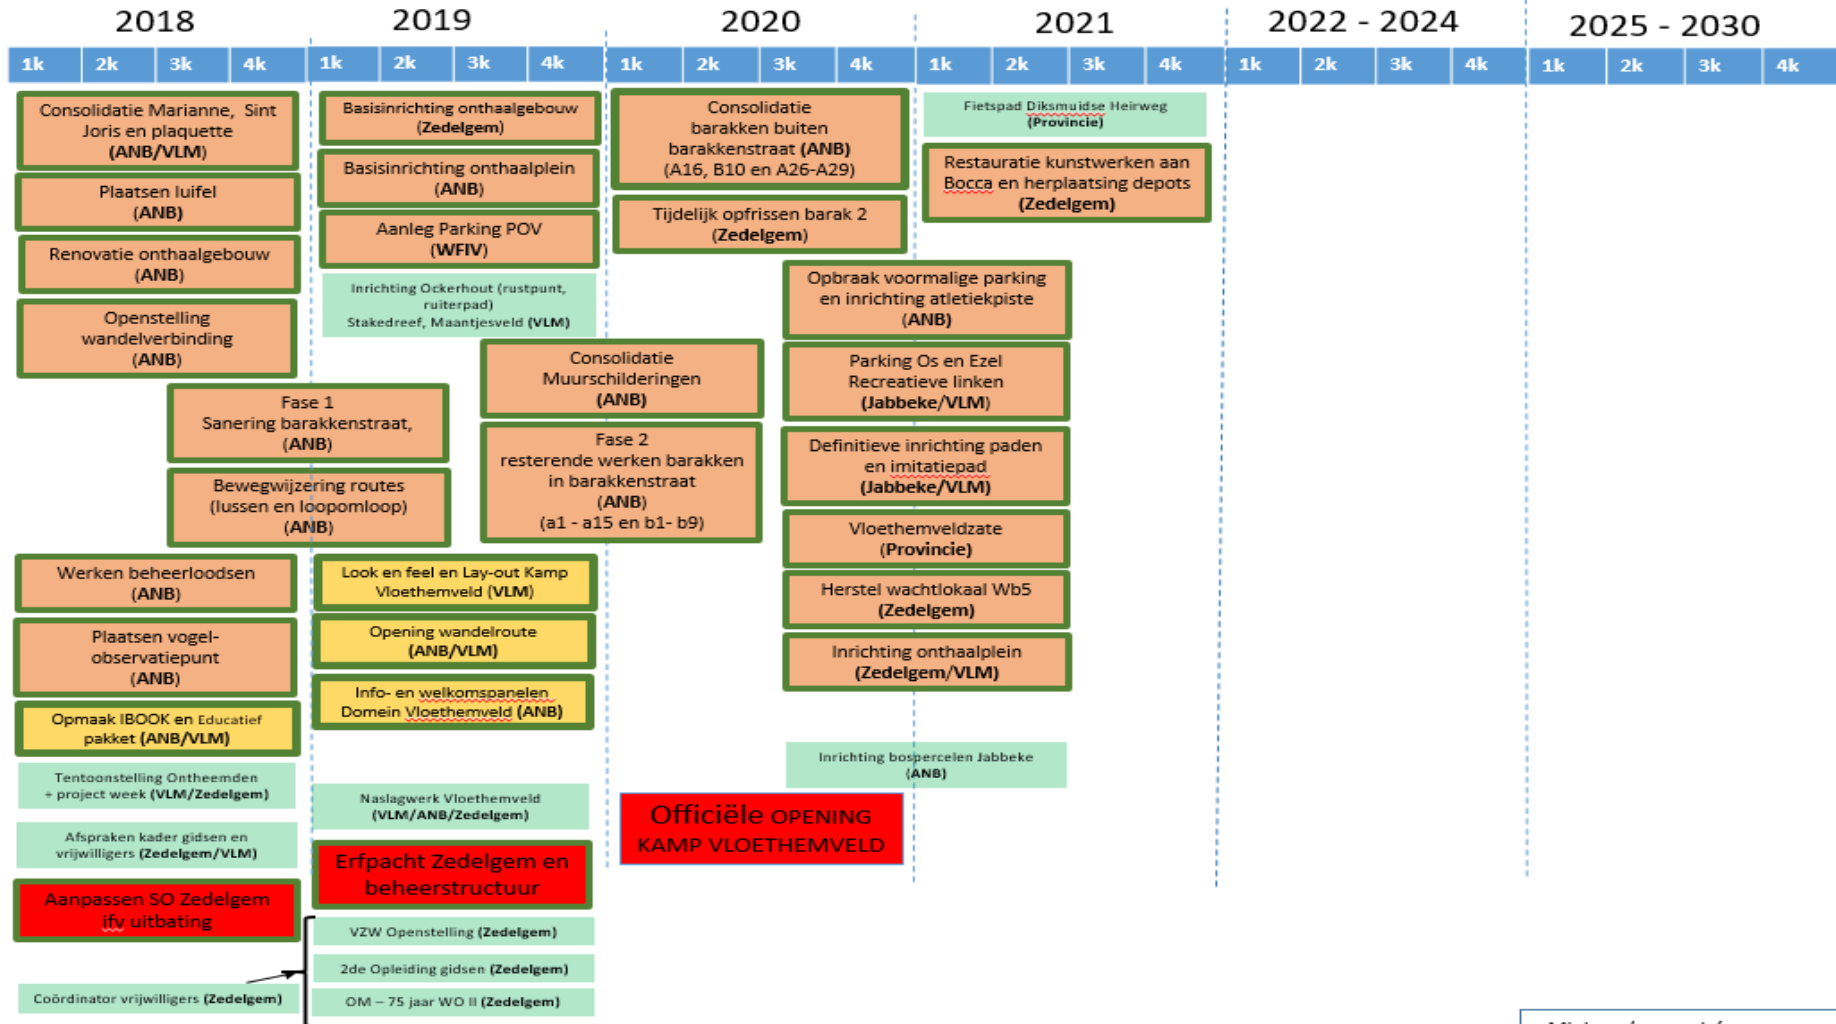 2018
2019
2020
2021
2022 - 2024
2025 - 2030
1k 2k 3k 4k
1k 2k 3k 4k
1k 2k 3k 4k
1k 2k 3k 4k
1k 2k 3k 4k
1k 2k 3k 4k
Consolidatie Marianne, Sint
Joris en plaquette
(ANB/VLM)
Plaatsen luifel
(ANB)
Renovatie onthaalgebouw
(ANB)
Openstelling
wandelverbinding
(ANB)
Fase 1
Sanering barakkenstraat,
(ANB)
Bewegwijzering routes
(lussen en loopomloop)
(ANB)
Werken beheerloodsen
(ANB)
Plaatsen vogel-
observatiepunt
(ANB)
Opmaak IBOOK en Educatief
pakket (ANB/VLM)
Tentoonstelling Ontheemden
+ project week (VLM/Zedelgem)
Afspraken kader gidsen en
vrijwilligers (Zedelgem/VLM)
Aanpassen SO Zedelgem
ifv uitbating
Coördinator vrijwilligers (Zedelgem)
Basisinrichting onthaalgebouw
(Zedelgem)
Basisinrichting onthaalplein
(ANB)
Aanleg Parking POV
(WFIV)
Inrichting Ockerhout (rustpunt,
ruiterpad)
Stakedreef, Maantjesveld (VLM)
Consolidatie
Muurschilderingen
(ANB)
Fase 2
resterende werken barakken
in barakkenstraat
(ANB)
(a1 - a15 en b1- b9)
Look en feel en Lay-out Kamp
Vloethemveld (VLM)
Opening wandelroute
(ANB/VLM)
Info- en welkomspanelen
Domein Vloethemveld (ANB)
Naslagwerk Vloethemveld
(VLM/ANB/Zedelgem)
Erfpacht Zedelgem en
beheerstructuur
VZW Openstelling (Zedelgem)
2de Opleiding gidsen (Zedelgem)
OM – 75 jaar WO II (Zedelgem)
Consolidatie
barakken buiten
barakkenstraat (ANB)
(A16, B10 en A26-A29)
Tijdelijk opfrissen barak 2
(Zedelgem)
Opbraak voormalige parking
en inrichting atletiekpiste
(ANB)
Parking Os en Ezel
Recreatieve linken
(Jabbeke/VLM)
Definitieve inrichting paden
en imitatiepad
(Jabbeke/VLM)
Vloethemveldzate
(Provincie)
Herstel wachtlokaal Wb5
(Zedelgem)
Inrichting onthaalplein
(Zedelgem/VLM)
Inrichting bospercelen Jabbeke
(ANB)
Officiële OPENING
KAMP VLOETHEMVELD
Fietspad Diksmuidse Heirweg
(Provincie)
Restauratie kunstwerken aan
Bocca en herplaatsing depots
(Zedelgem)